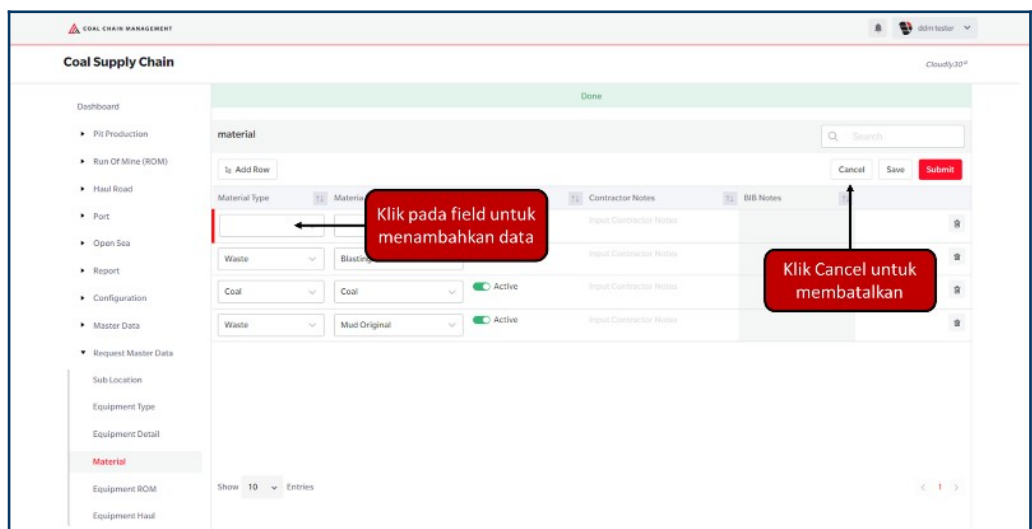 COAL CHAIN MANAGEMENT
ddm tester
Coal Supply Chain
Cloudy/30°
Dashboard
Done
Pit Production
material
Search
Run Of Mine (ROM)
Add Row
Cancel
Save
Submit
Haul Road
Material Type
Contractor Notes
BIB Notes
Klik pada field untuk
menambahkan data
Port
Input Contractor Notes
Open Sea
Waste
Input Contractor Notes
Klik Cancel untuk
membatalkan
Report
Configuration
Coal
Coal
Active
Input Contractor Notes
Master Data
Waste
Mud Original
Active
Input Contractor Notes
Request Master Data
Sub Location
Equipment Type
Equipment Detail
Material
Equipment ROM
Show 10 Entries
1
Equipment Haul